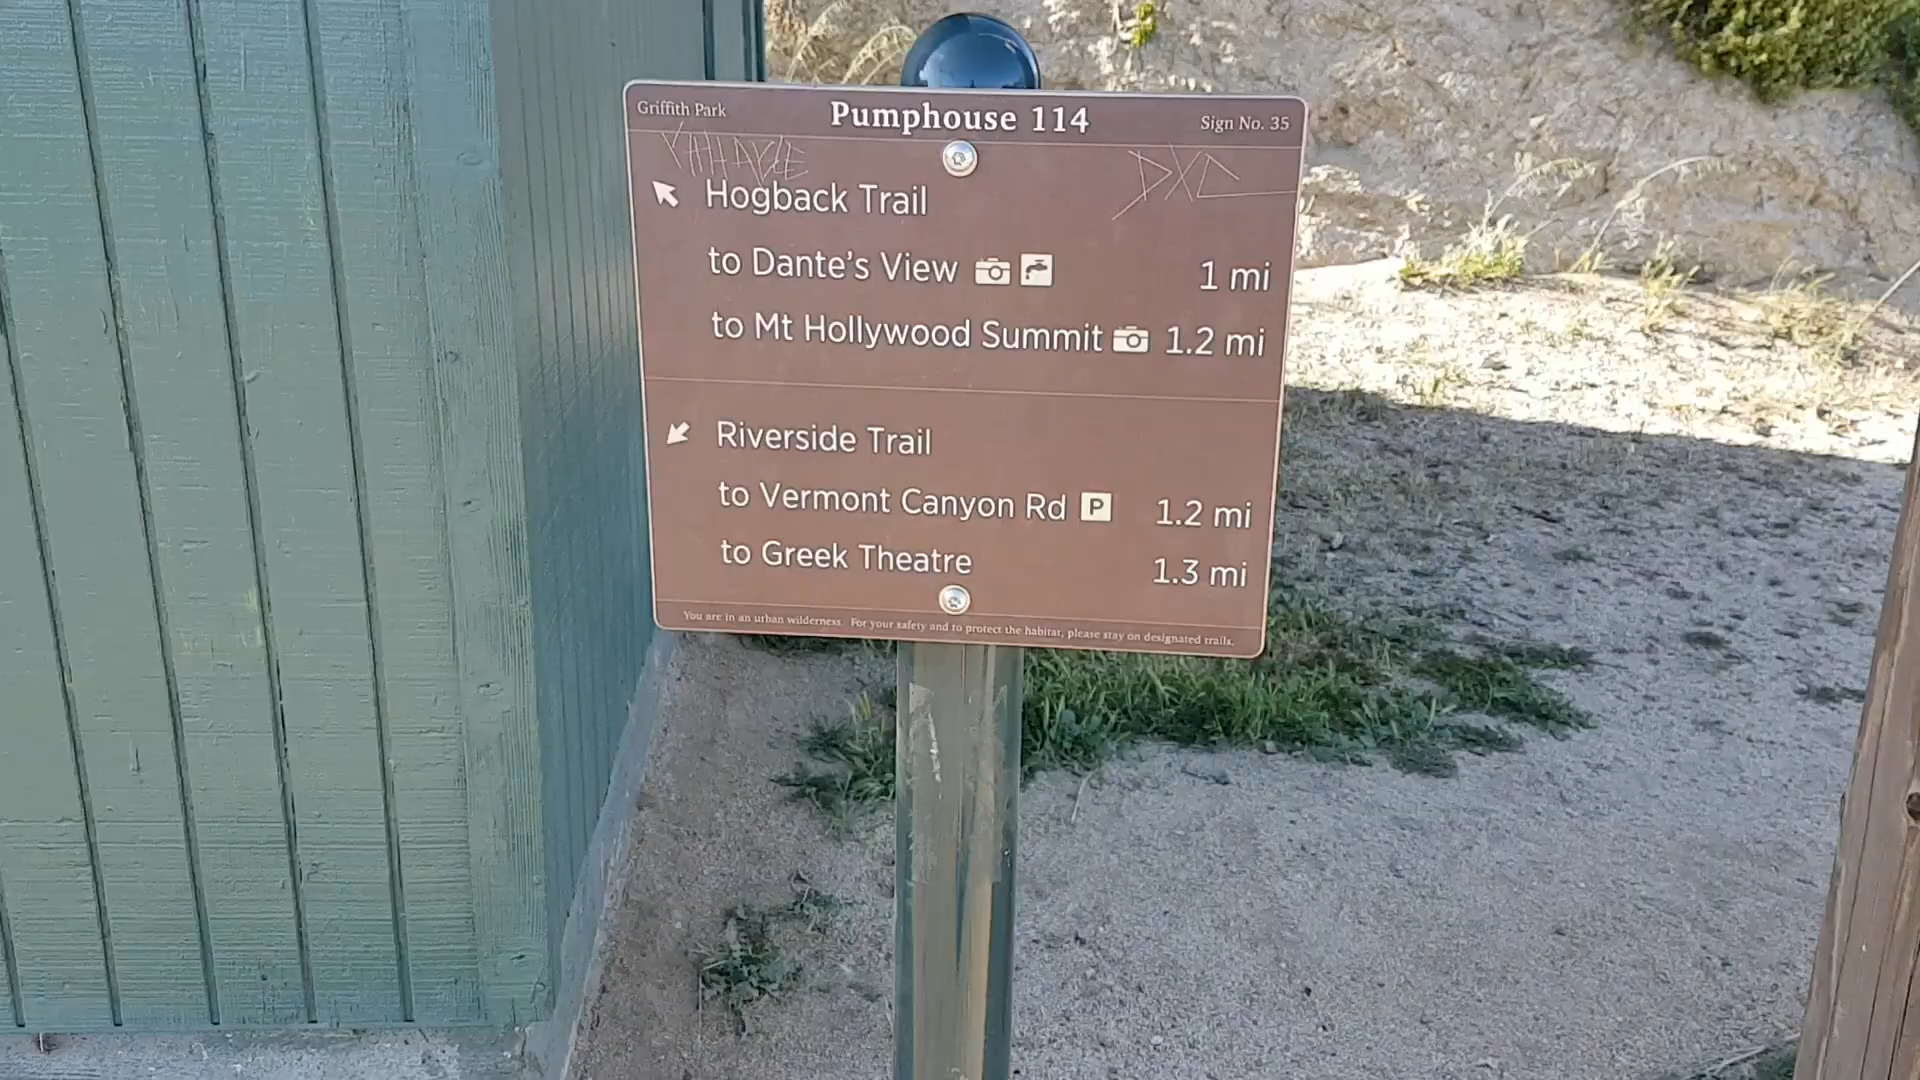 Griffith Park Pumphouse 114 Sign No. 35
Hogback Trail
to Dante's View 1 mi
to Mt Hollywood Summit 1.2 mi
Riverside Trail
to Vermont Canyon Rd P 1.2 mi
to Greek Theatre 1.3 mi
You are in an urban wilderness. For your safety and to protect the habitat, please stay on designated trails.